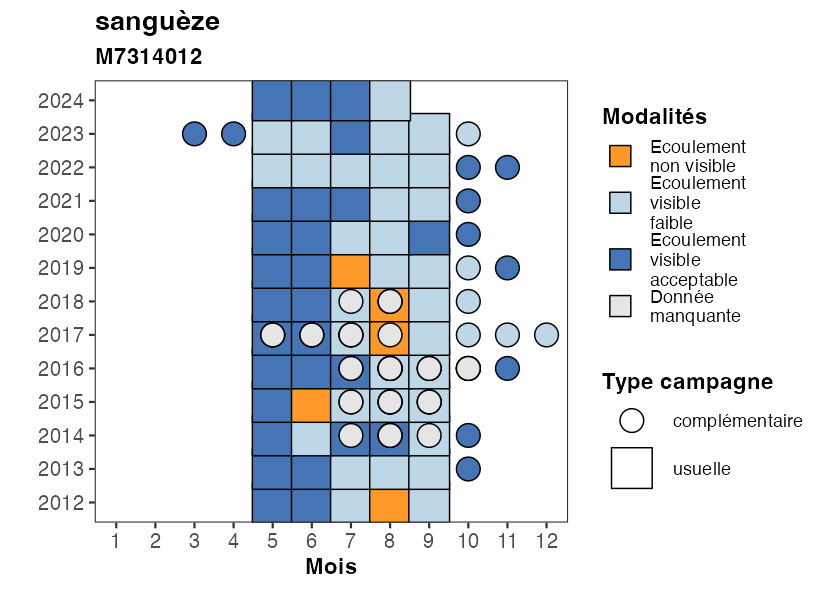 sanguèze
M7314012
2024
2023
2022
2021
2020
2019
2018
2017
2016
2015
2014
2013
2012
1 2 3 4 5 6 7 8 9 10 11 12
Mois
Modalités
Ecoulement
non visible
Ecoulement
visible
faible
Ecoulement
visible
acceptable
Donnée
manquante
Type campagne
complémentaire
usuelle